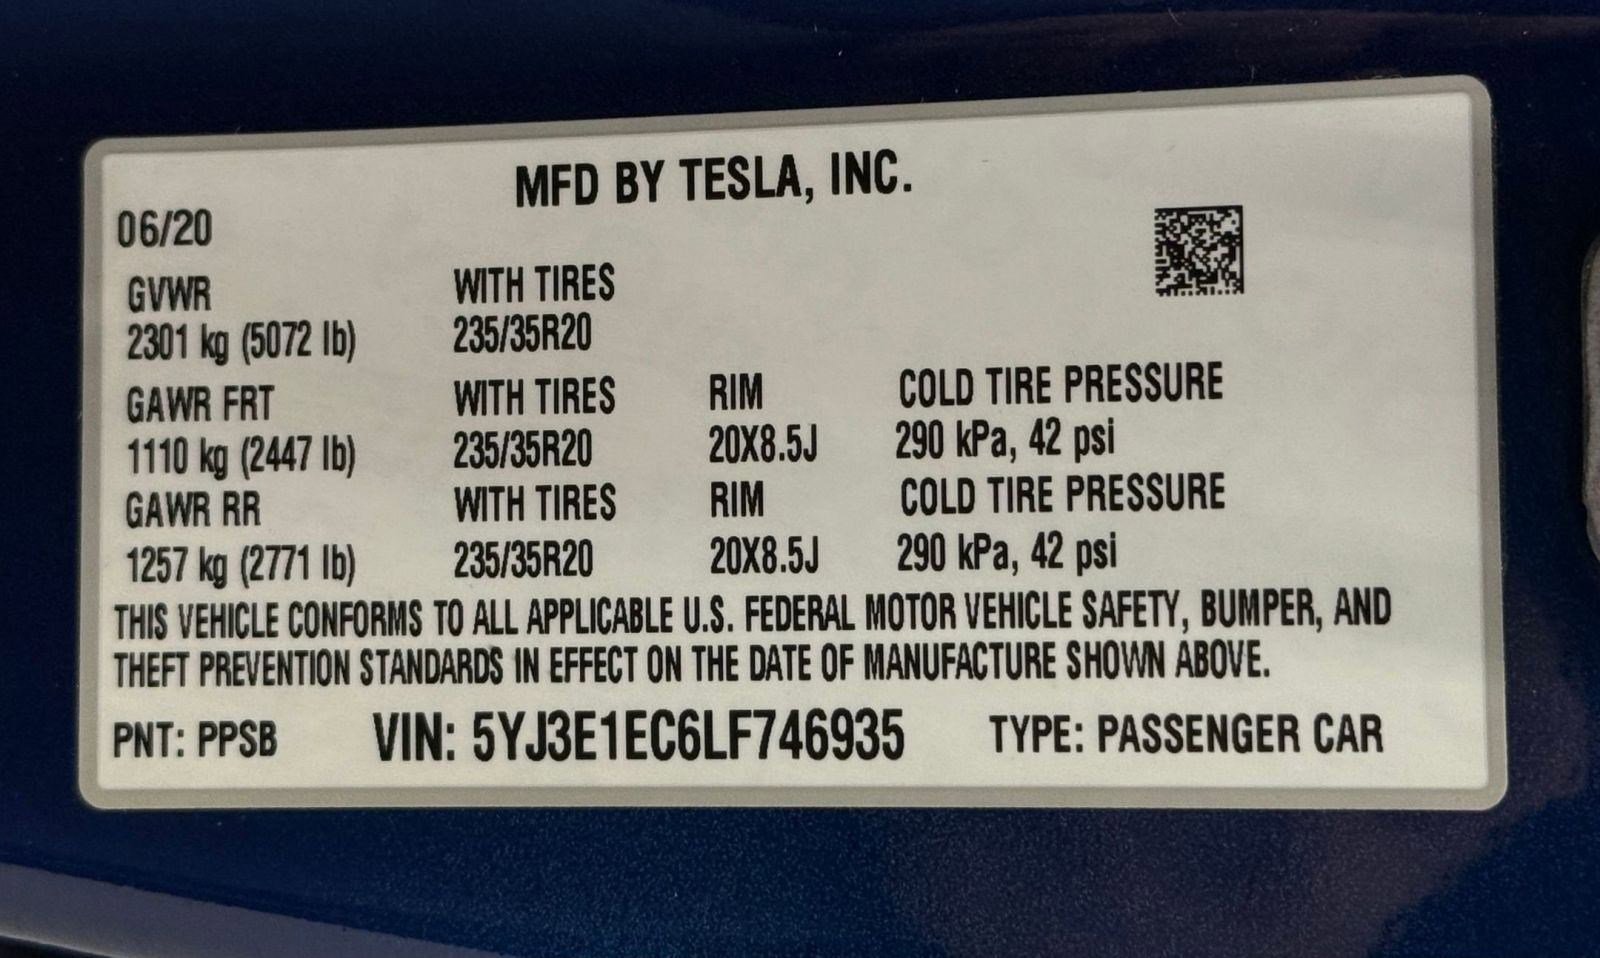 MFD BY TESLA, INC.
06/20
GVWR WITH TIRES
2301 kg (5072 lb) 235/35R20
GAWR FRT WITH TIRES RIM COLD TIRE PRESSURE
1110 kg (2447 lb) 235/35R20 20X8.5J 290 kPa, 42 psi
GAWR RR WITH TIRES RIM COLD TIRE PRESSURE
1257 kg (2771 lb) 235/35R20 20X8.5J 290 kPa, 42 psi
THIS VEHICLE CONFORMS TO ALL APPLICABLE U.S. FEDERAL MOTOR VEHICLE SAFETY, BUMPER, AND
THEFT PREVENTION STANDARDS IN EFFECT ON THE DATE OF MANUFACTURE SHOWN ABOVE.
PNT: PPSB VIN: 5YJ3E1EC6LF746935 TYPE: PASSENGER CAR